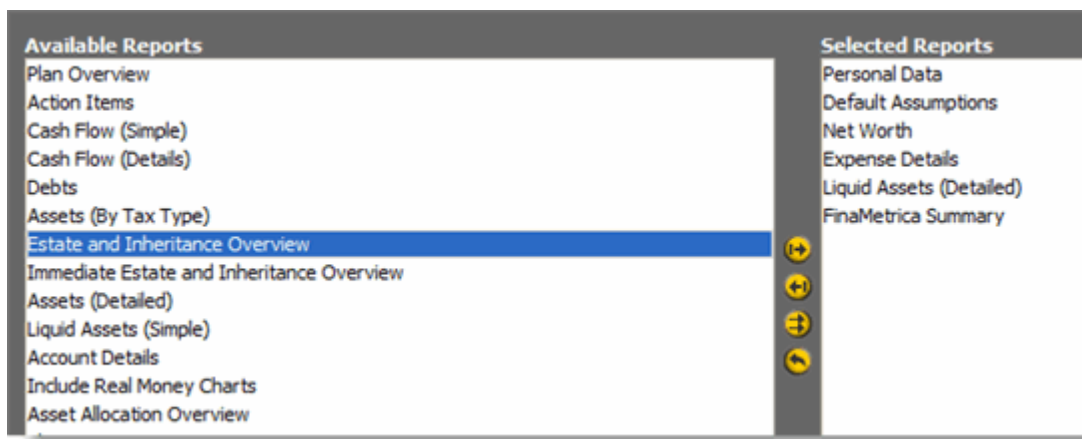 Available Reports
Plan Overview
Action Items
Cash Flow (Simple)
Cash Flow (Details)
Debts
Assets (By Tax Type)
Estate and Inheritance Overview
Immediate Estate and Inheritance Overview
Assets (Detailed)
Liquid Assets (Simple)
Account Details
Include Real Money Charts
Asset Allocation Overview
Selected Reports
Personal Data
Default Assumptions
Net Worth
Expense Details
Liquid Assets (Detailed)
FinaMetrica Summary